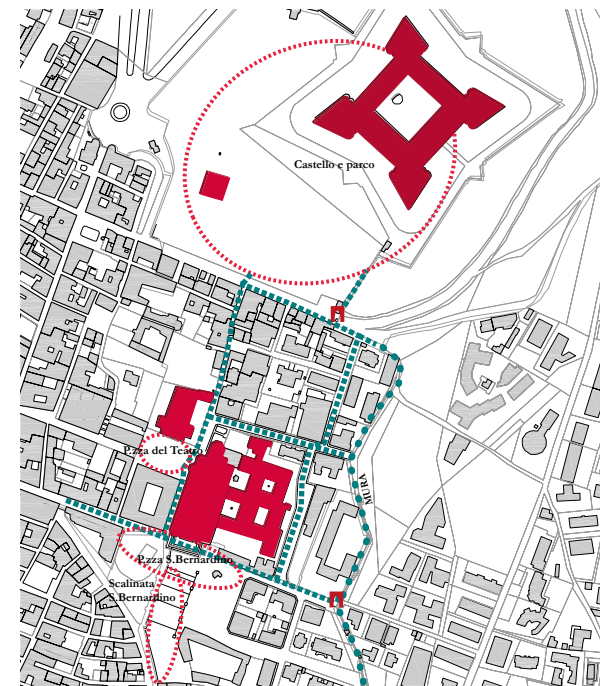 Castello e parco
P.zza del Teatro
MURA
P.zza S.Bernardino
Scalinata
S.Bernardino